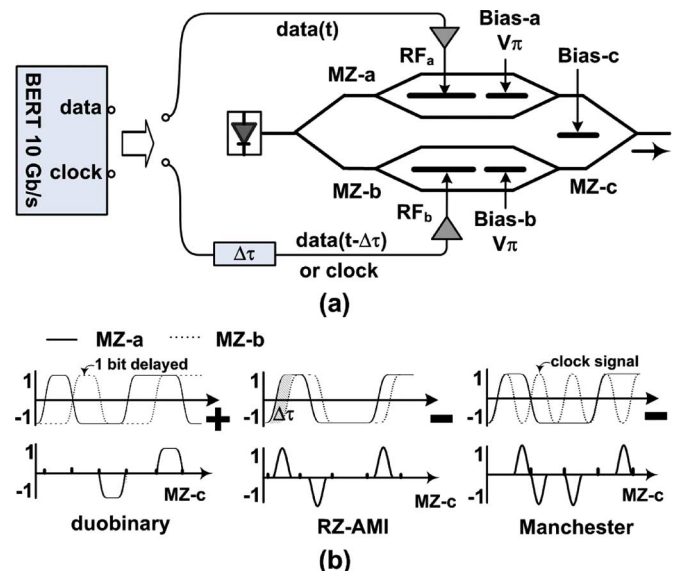 data(t)
Bias-a
Vπ
RFa
Bias-c
BERT 10 Gb/s
data
clock
MZ-a
MZ-b
MZ-c
RFb
Bias-b
Vπ
Δτ
data(t-Δτ)
or clock
(a)
MZ-a
MZ-b
1 bit delayed
1
-1
+
1
-1
MZ-c
duobinary
1
-1
Δτ
-
1
-1
MZ-c
RZ-AMI
clock signal
1
-1
-
1
-1
MZ-c
Manchester
(b)